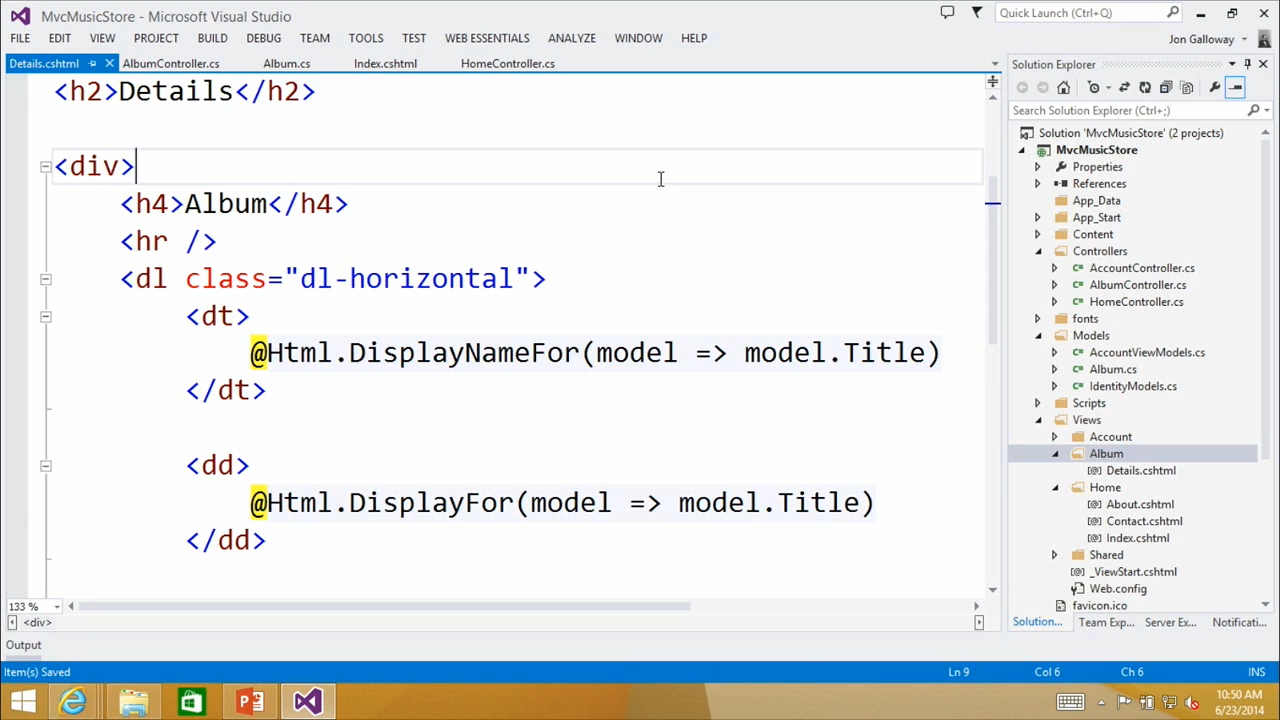 MvcMusicStore - Microsoft Visual Studio
Quick Launch (Ctrl+Q)
FILE EDIT VIEW PROJECT BUILD DEBUG TEAM TOOLS TEST WEB ESSENTIALS ANALYZE WINDOW HELP
Jon Galloway
Details.cshtml AlbumController.cs Album.cs Index.cshtml HomeController.cs
<h2>Details</h2>
<div>
<h4>Album</h4>
<hr />
<dl class="dl-horizontal">
<dt>
@Html.DisplayNameFor(model => model.Title)
</dt>
<dd>
@Html.DisplayFor(model => model.Title)
</dd>
133 %
<div>
Output
Solution Explorer
Search Solution Explorer (Ctrl+;)
Solution 'MvcMusicStore' (2 projects)
MvcMusicStore
Properties
References
App_Data
App_Start
Content
Controllers
AccountController.cs
AlbumController.cs
HomeController.cs
fonts
Models
AccountViewModels.cs
Album.cs
IdentityModels.cs
Scripts
Views
Account
Album
Details.cshtml
Home
About.cshtml
Contact.cshtml
Index.cshtml
Shared
_ViewStart.cshtml
Web.config
favicon.ico
Solution... Team Exp... Server Ex... Notificati...
Item(s) Saved Ln 9 Col 6 Ch 6 INS
10:50 AM
6/23/2014